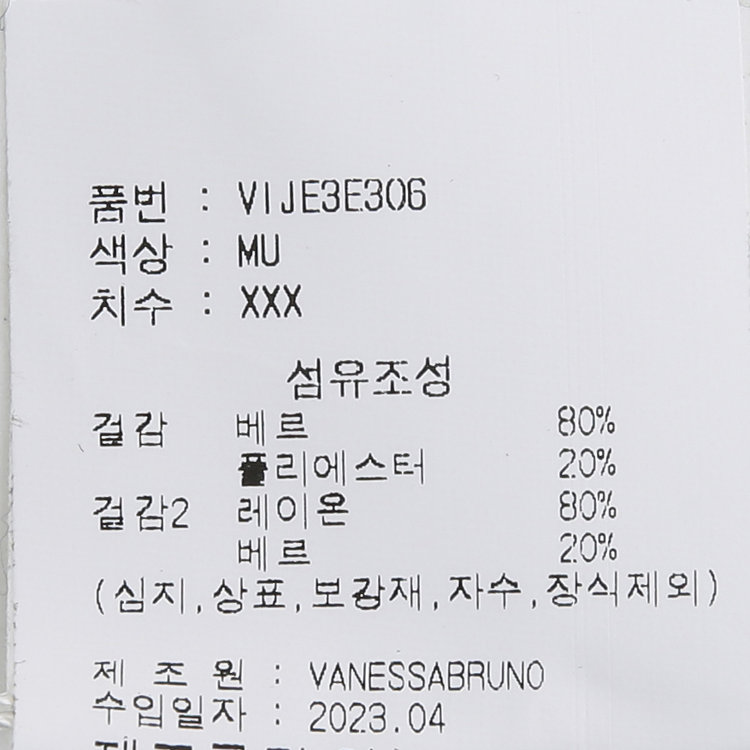 품번 : VIJE3E306
색상 : MU
치수 : XXX
섬유조성
겉감 베르 80%
폴리에스터 20%
겉감2 레이온 80%
베르 20%
(심지,상표,보강재,자수,장식제외)
제 조 원 : VANESSABRUNO
수입일자 : 2023.04